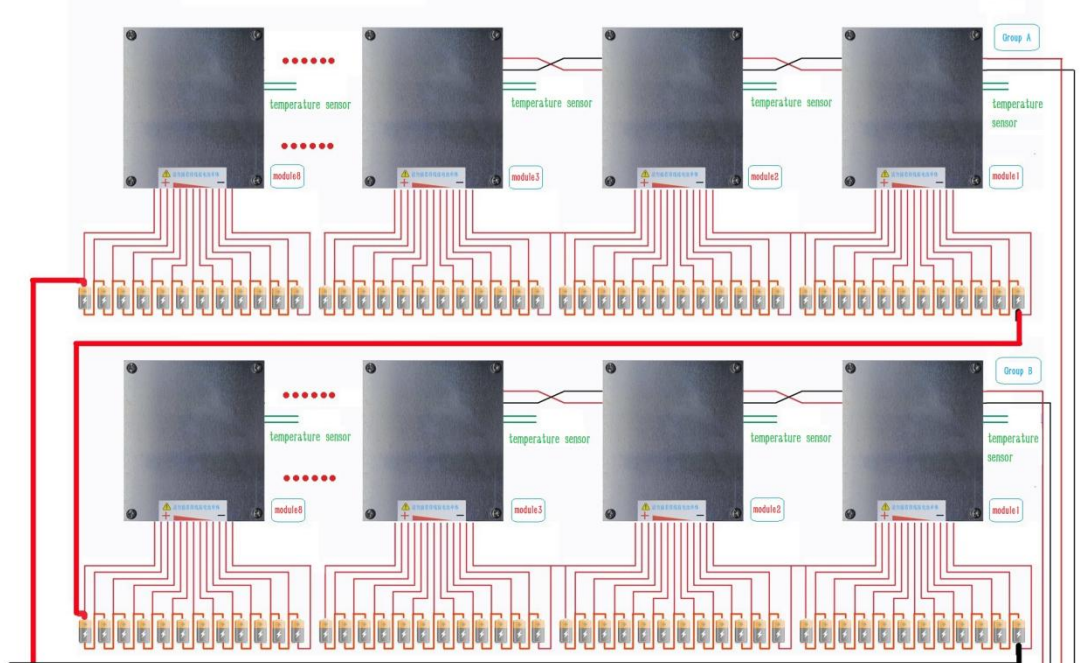 Group A
temperature sensor
temperature sensor
temperature sensor
temperature
sensor
module8
module3
module2
module1
+ −
+ −
+ −
+ −
Group B
temperature sensor
temperature sensor
temperature sensor
temperature
sensor
module8
module3
module2
module1
+ −
+ −
+ −
+ −